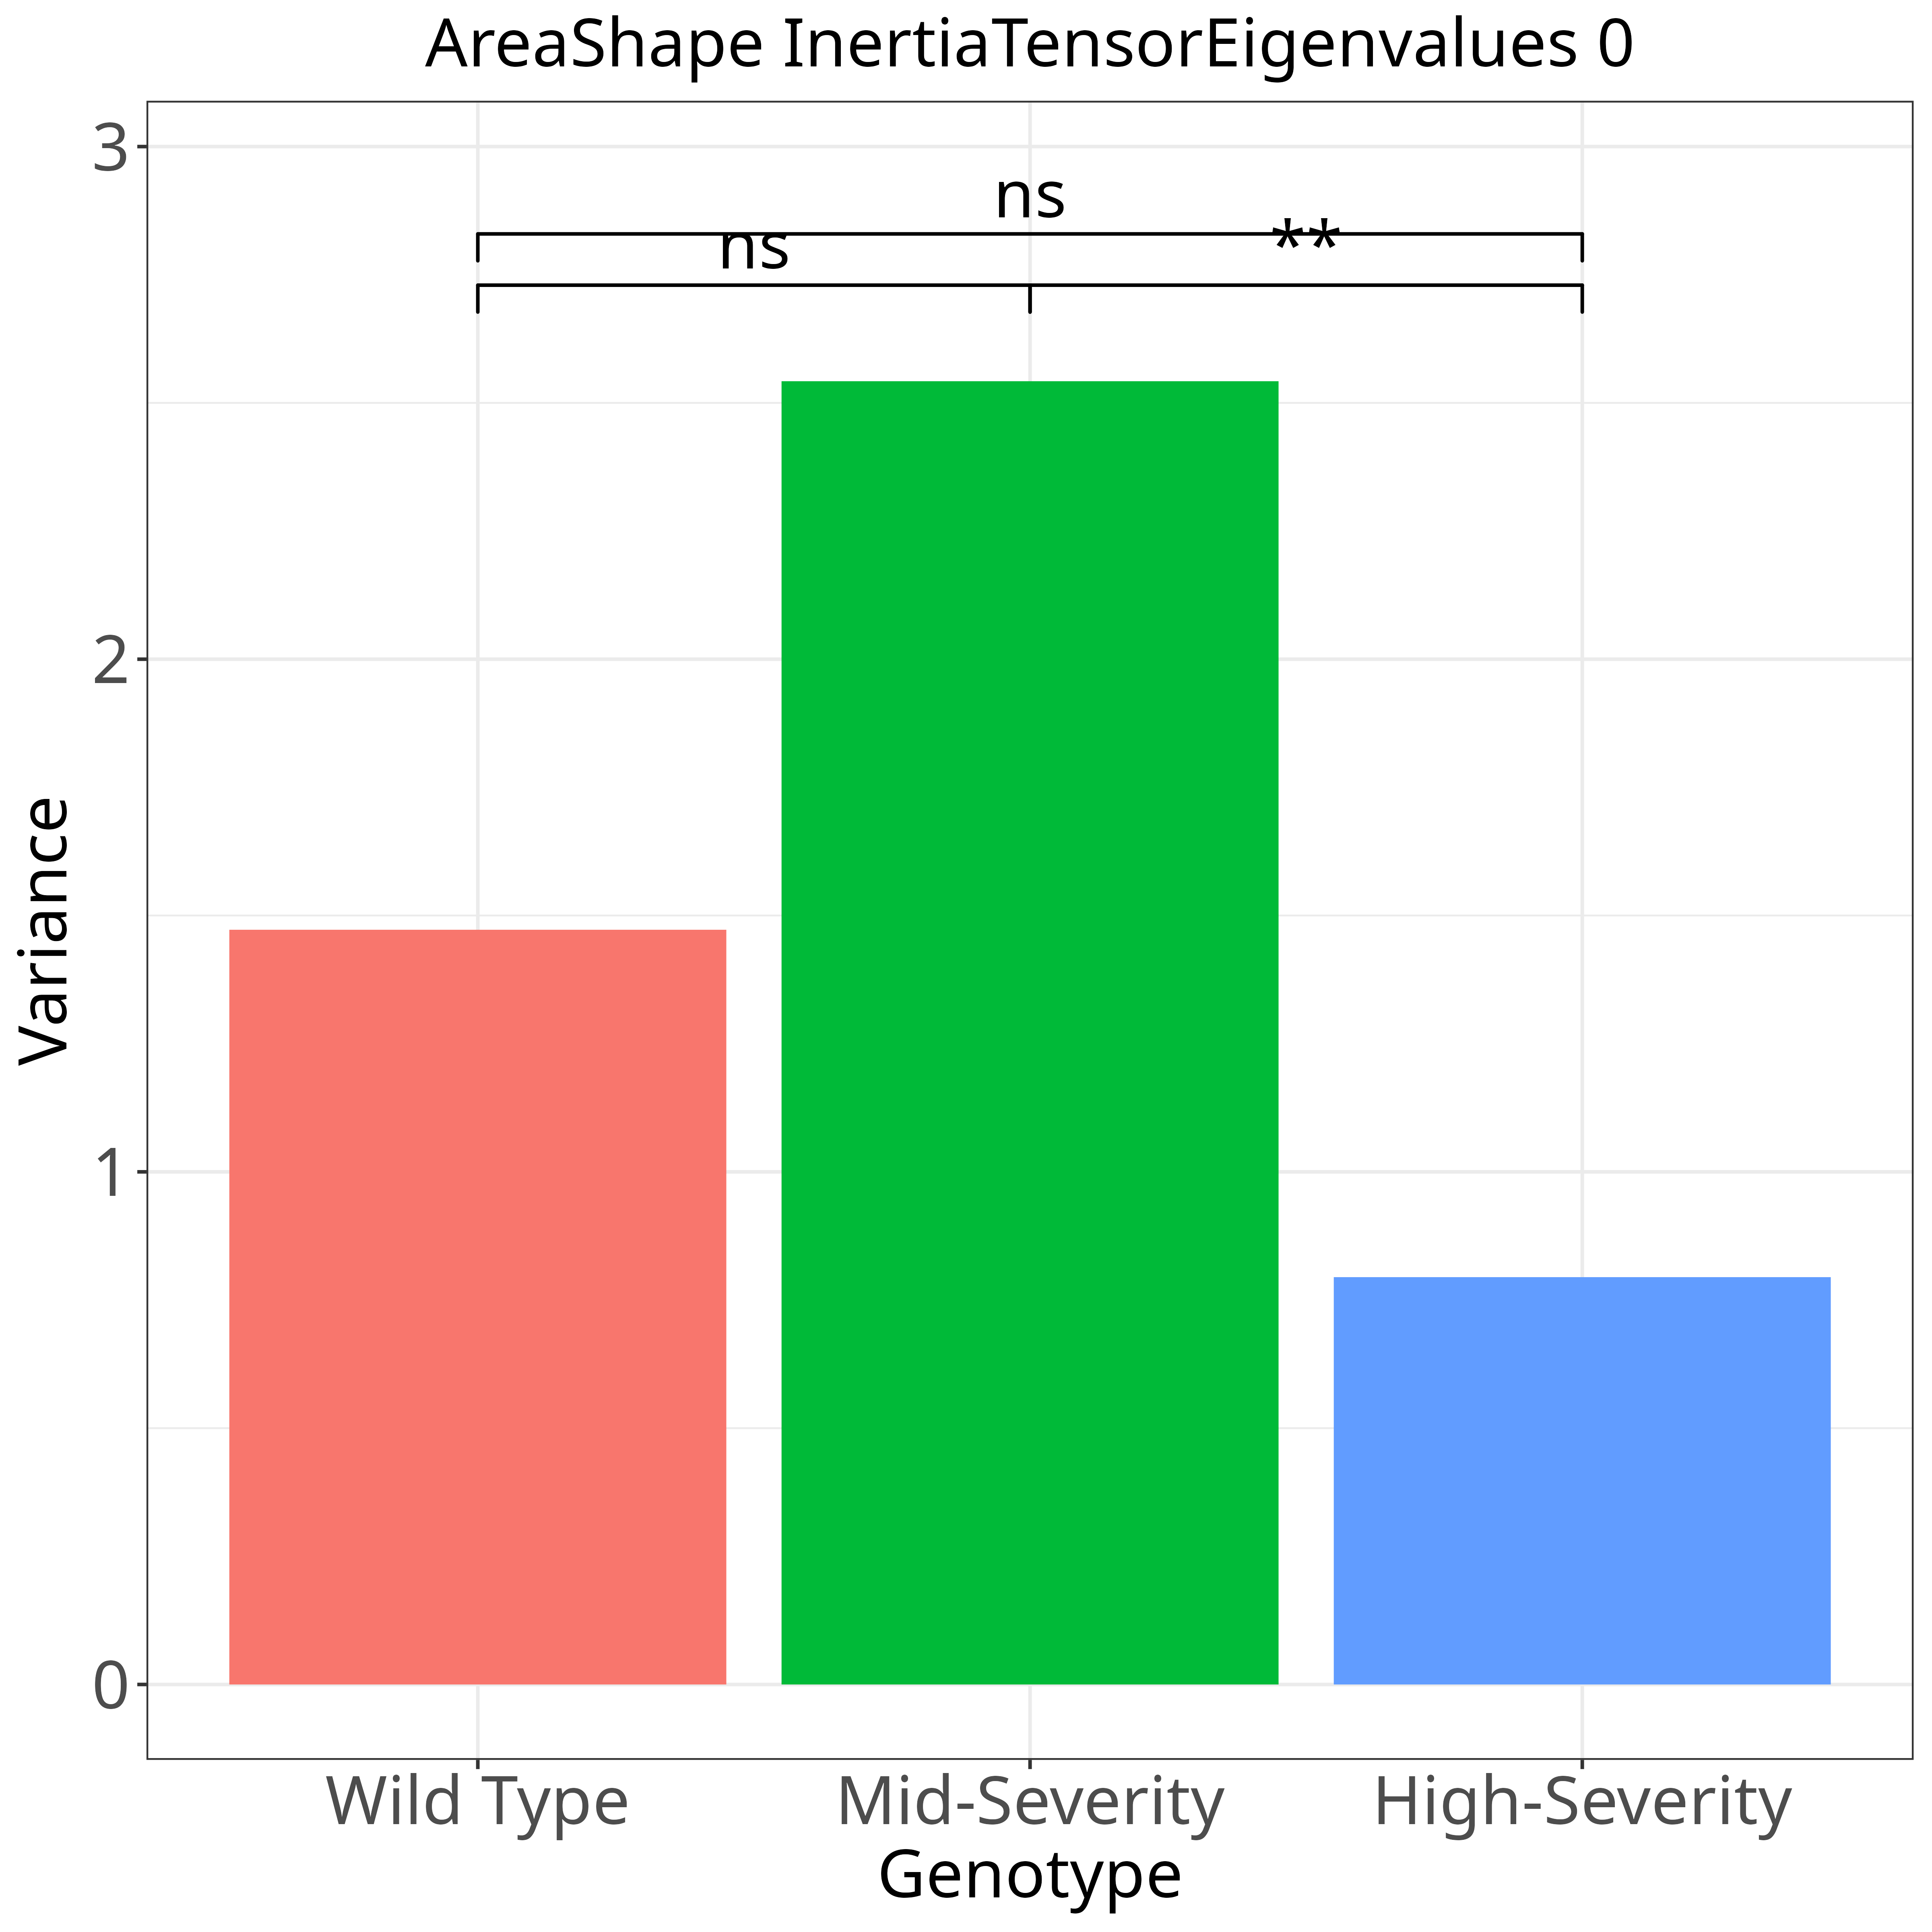 AreaShape InertiaTensorEigenvalues 0
3
ns
ns
**
2
Variance
1
0
Wild Type Mid-Severity High-Severity
Genotype